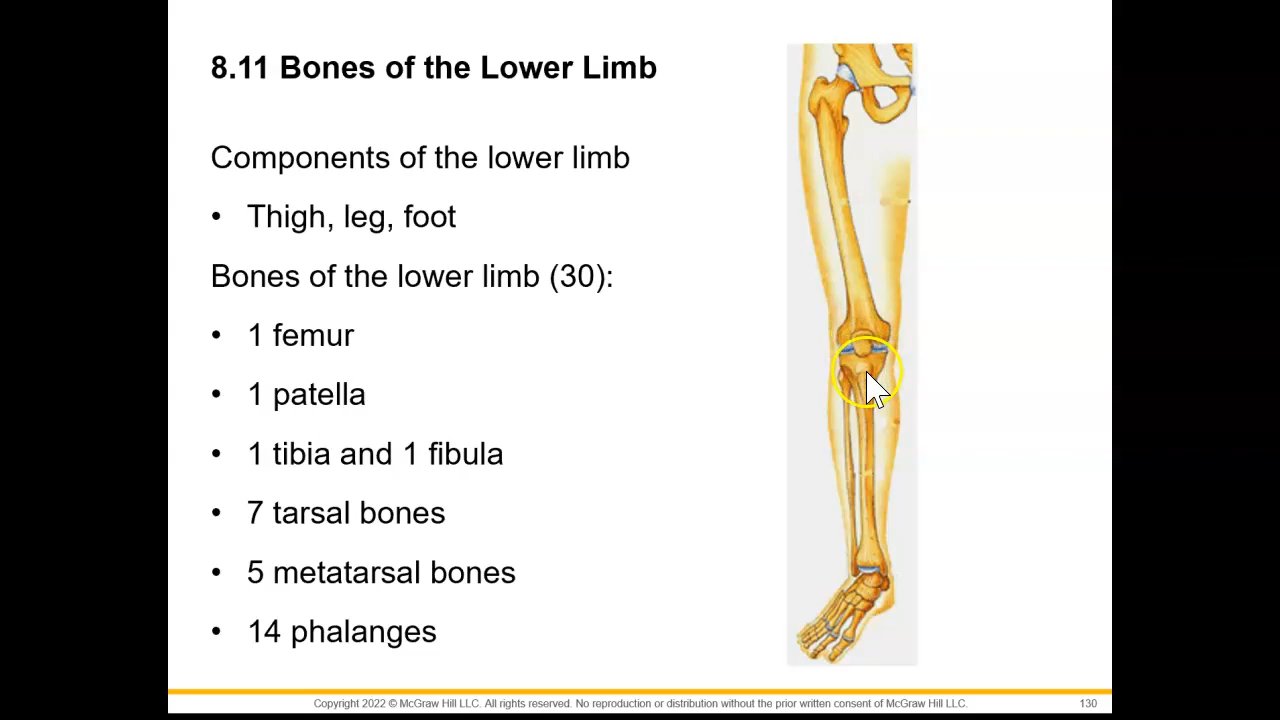 8.11 Bones of the Lower Limb
Components of the lower limb
• Thigh, leg, foot
Bones of the lower limb (30):
• 1 femur
• 1 patella
• 1 tibia and 1 fibula
• 7 tarsal bones
• 5 metatarsal bones
• 14 phalanges
Copyright 2022 © McGraw Hill LLC. All rights reserved. No reproduction or distribution without the prior written consent of McGraw Hill LLC.
130